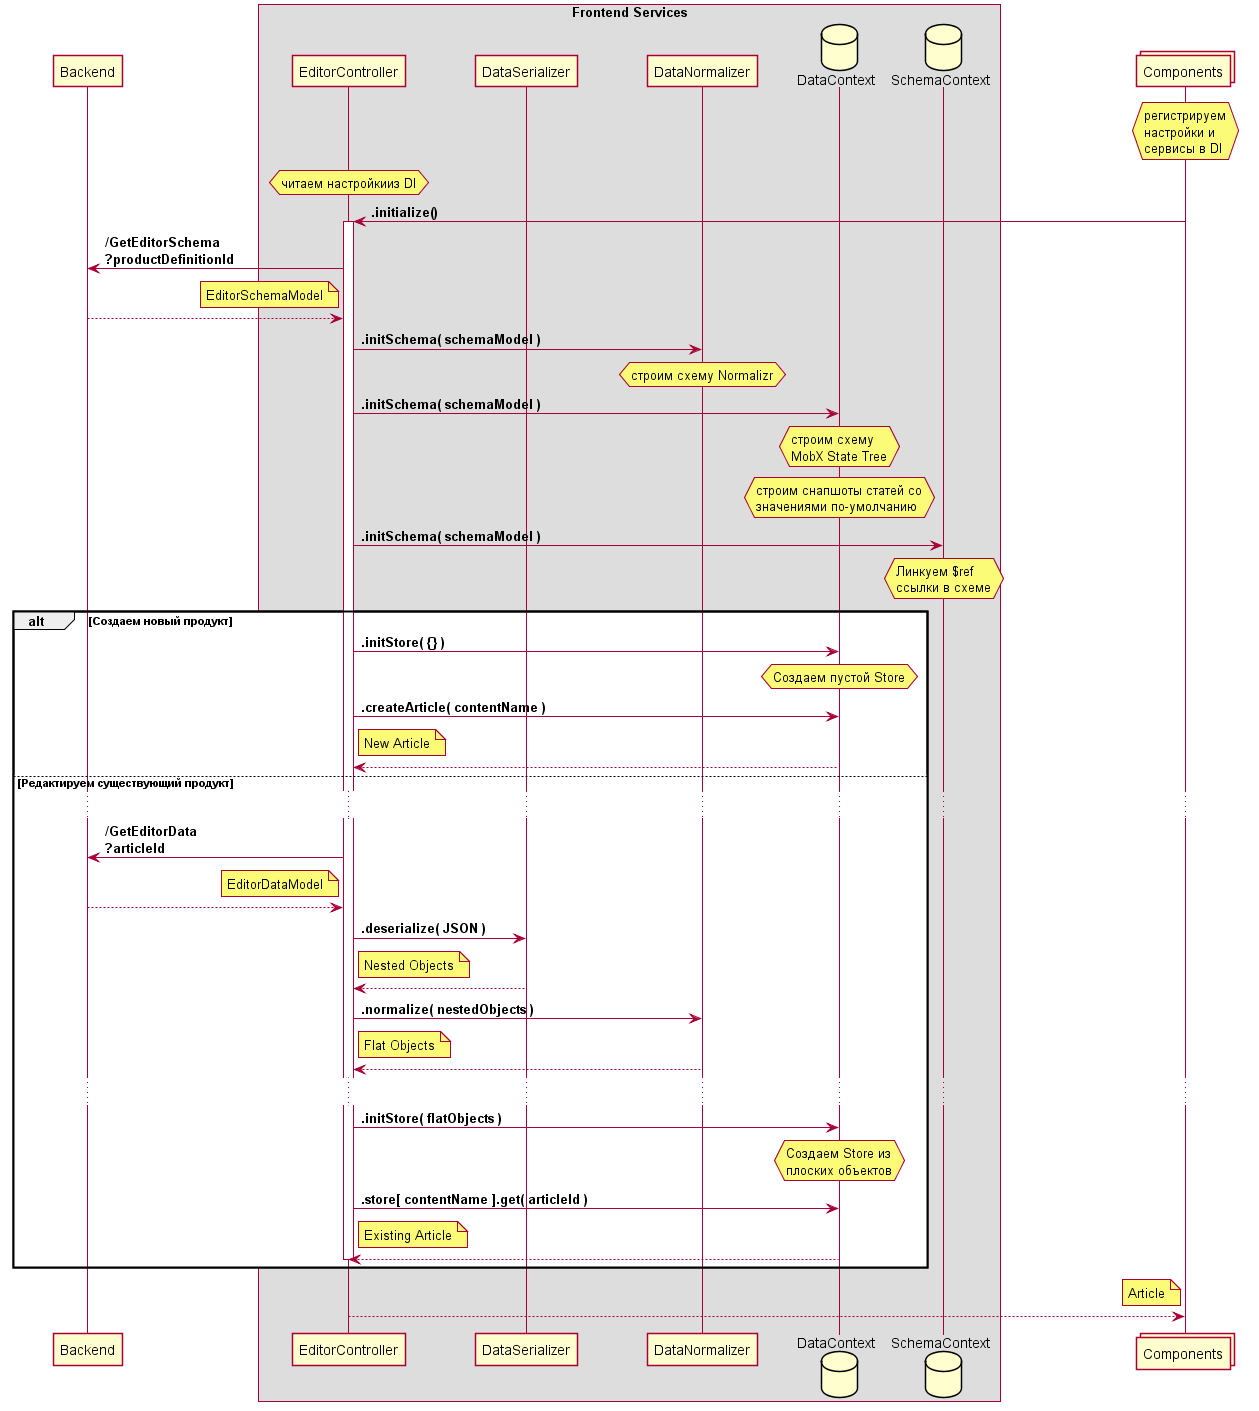 Frontend Services
Backend
EditorController
DataSerializer
DataNormalizer
DataContext
SchemaContext
Components
регистрируем
настройки и
сервисы в DI
читаем настройкииз DI
.initialize()
/GetEditorSchema
?productDefinitionId
EditorSchemaModel
.initSchema( schemaModel )
строим схему Normalizr
.initSchema( schemaModel )
строим схему
MobX State Tree
строим снапшоты статей со
значениями по-умолчанию
.initSchema( schemaModel )
Линкуем $ref
ссылки в схеме
alt
[Создаем новый продукт]
.initStore( {} )
Создаем пустой Store
.createArticle( contentName )
New Article
[Редактируем существующий продукт]
/GetEditorData
?articleId
EditorDataModel
.deserialize( JSON )
Nested Objects
.normalize( nestedObjects )
Flat Objects
.initStore( flatObjects )
Создаем Store из
плоских объектов
.store[ contentName ].get( articleId )
Existing Article
Article
Backend
EditorController
DataSerializer
DataNormalizer
DataContext
SchemaContext
Components